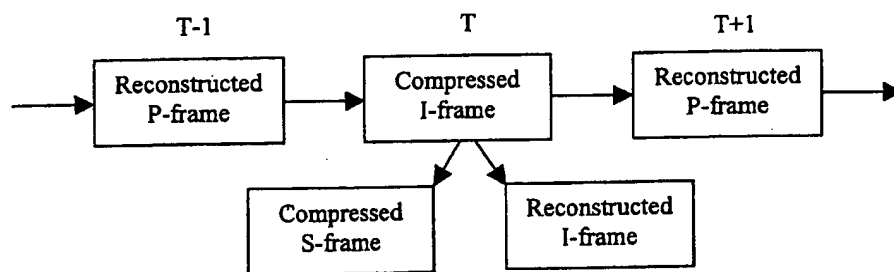 T-1 T T+1
Reconstructed P-frame
Compressed I-frame
Reconstructed P-frame
Compressed S-frame
Reconstructed I-frame